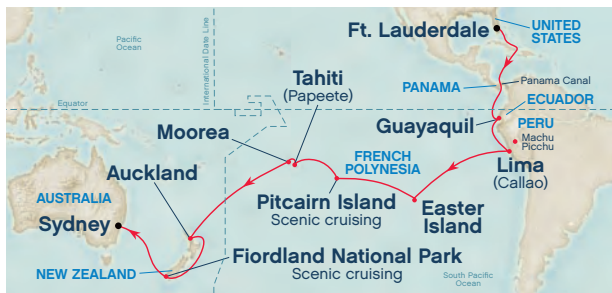 Pacific
Ocean
International Date Line
Ft. Lauderdale
UNITED
STATES
Tahiti
(Papeete)
PANAMA
Panama Canal
Equator
ECUADOR
Moorea
Guayaquil
PERU
Machu
Picchu
Auckland
FRENCH
POLYNESIA
Lima
(Callao)
AUSTRALIA
Sydney
Pitcairn Island
Scenic cruising
Easter
Island
Fiordland National Park
Scenic cruising
NEW ZEALAND
South Pacific
Ocean